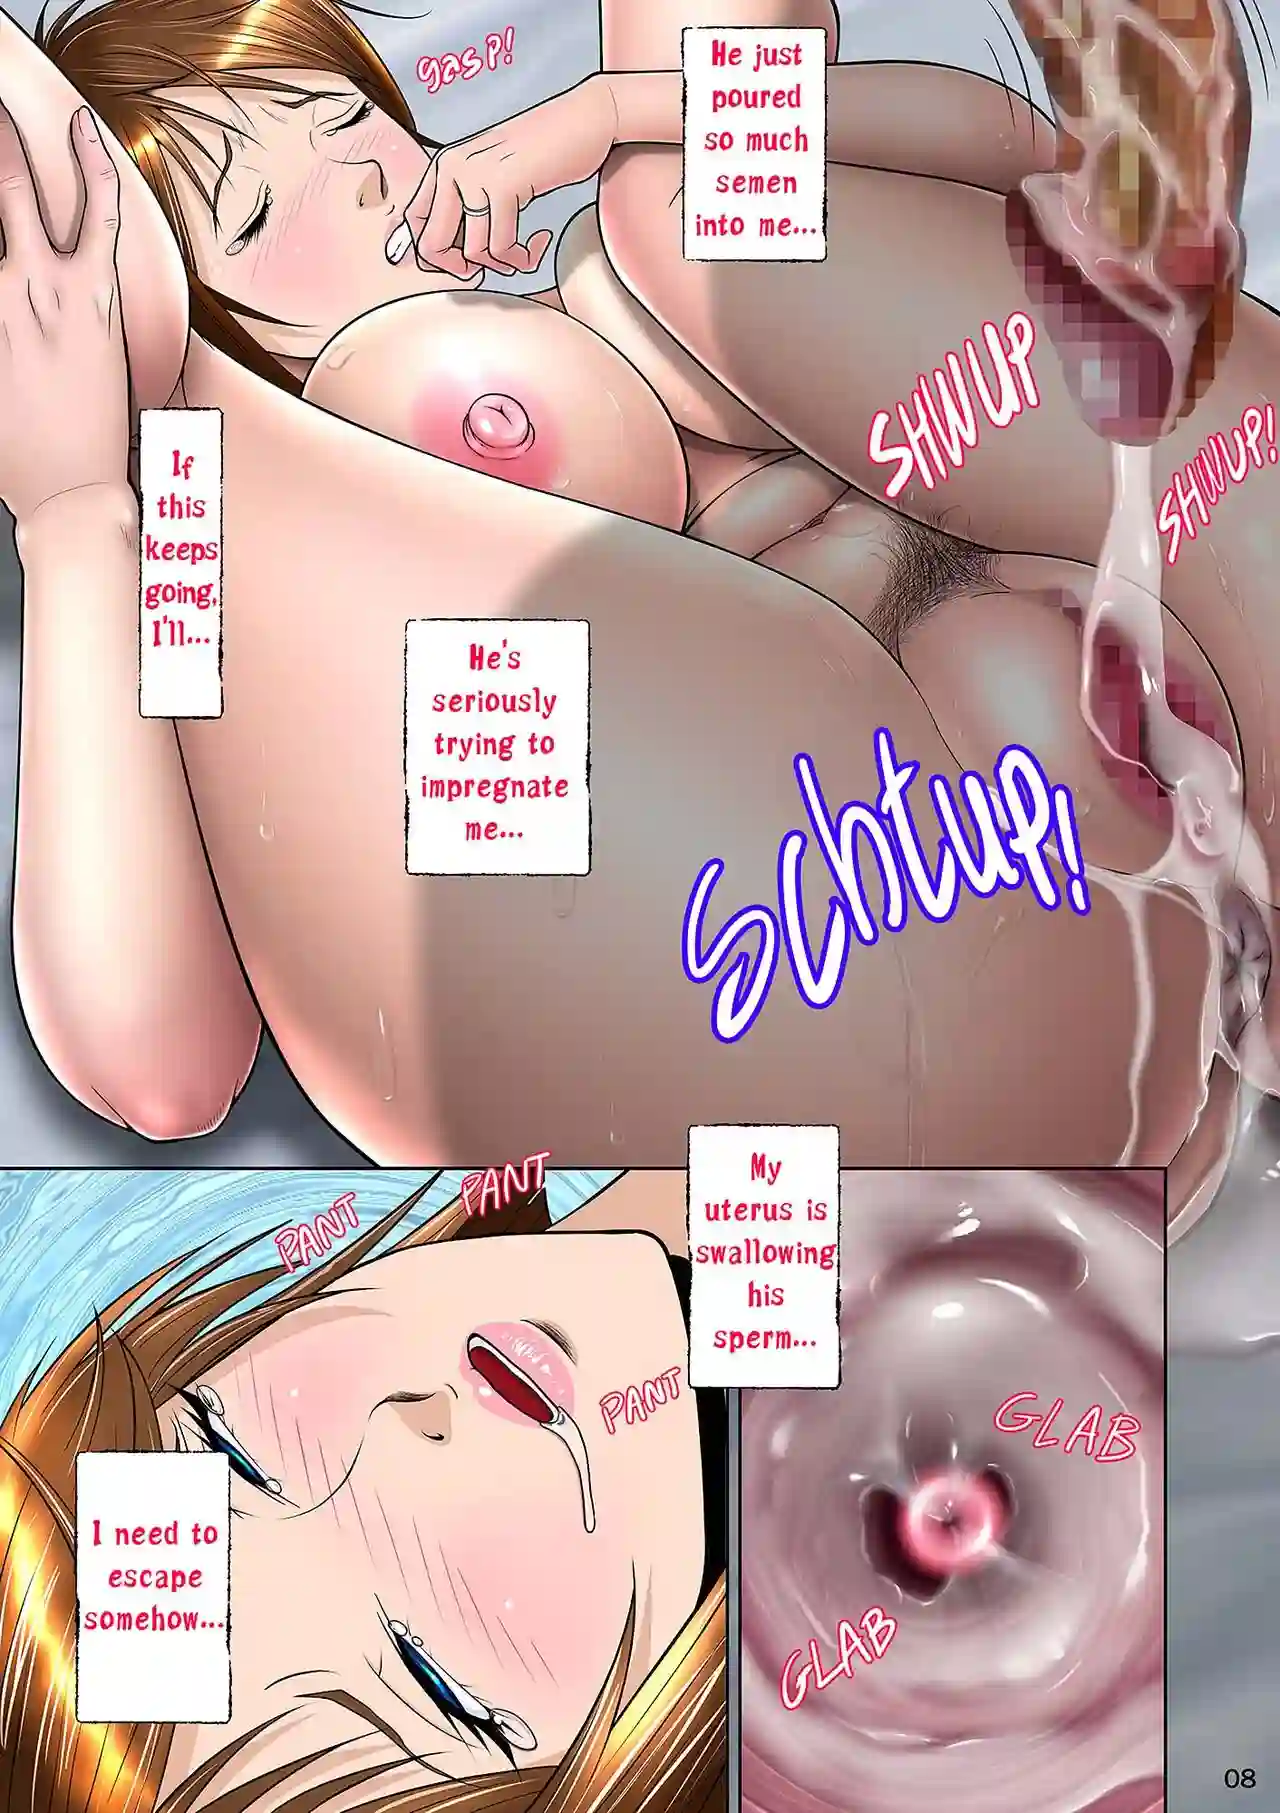 gasp!
He just
poured
so much
semen
into me...
SHWUP
SHWUP!
If
this
keeps
going,
I'll...
He's
seriously
trying to
impregnate
me...
Schtup!
My
uterus is
swallowing
his
sperm...
PANT
PANT
PANT
GLAB
GLAB
I need to
escape
somehow...
08